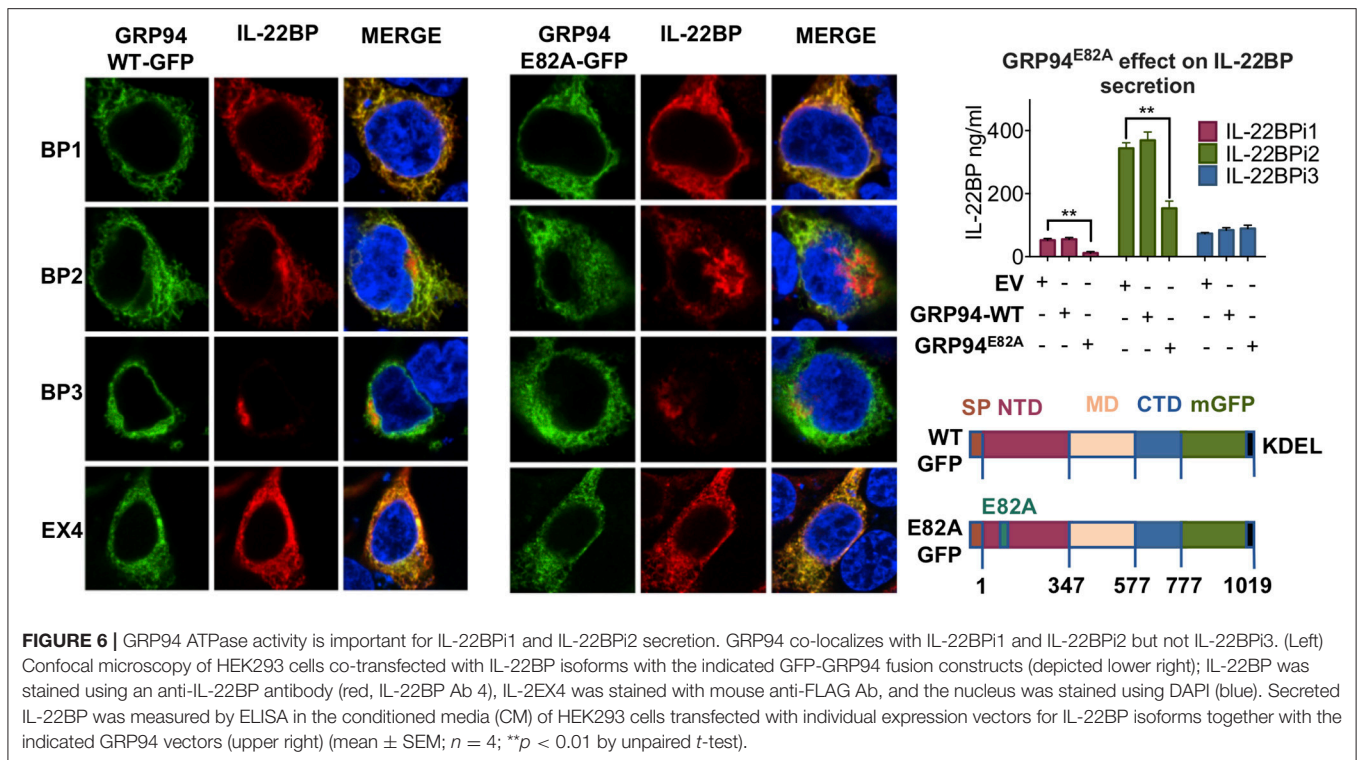 GRP94 WT-GFP IL-22BP MERGE
GRP94 E82A-GFP IL-22BP MERGE
BP1
BP2
BP3
EX4
GRP94E82A effect on IL-22BP
secretion
IL-22BP ng/ml
400
200
0
IL-22BPi1
IL-22BPi2
IL-22BPi3
** **
EV + - - + - - + - -
GRP94-WT - + - - + - - + -
GRP94E82A - - + - - + - - +
SP NTD MD CTD mGFP
WT GFP KDEL
E82A
E82A GFP
1 347 577 777 1019
FIGURE 6 | GRP94 ATPase activity is important for IL-22BPi1 and IL-22BPi2 secretion. GRP94 co-localizes with IL-22BPi1 and IL-22BPi2 but not IL-22BPi3. (Left)
Confocal microscopy of HEK293 cells co-transfected with IL-22BP isoforms with the indicated GFP-GRP94 fusion constructs (depicted lower right); IL-22BP was
stained using an anti-IL-22BP antibody (red, IL-22BP Ab 4), IL-2EX4 was stained with mouse anti-FLAG Ab, and the nucleus was stained using DAPI (blue). Secreted
IL-22BP was measured by ELISA in the conditioned media (CM) of HEK293 cells transfected with individual expression vectors for IL-22BP isoforms together with the
indicated GRP94 vectors (upper right) (mean ± SEM; n = 4; **p < 0.01 by unpaired t-test).